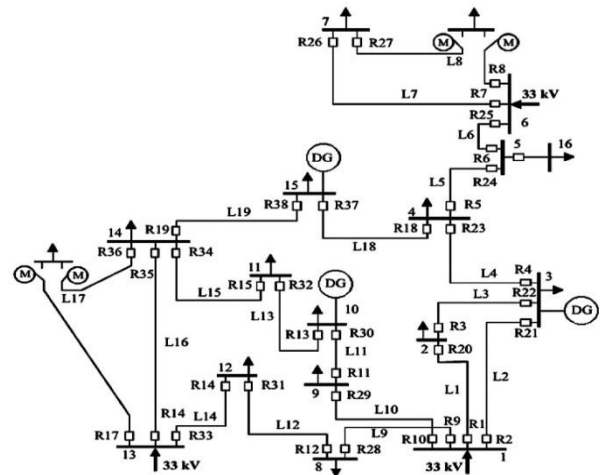 7
R26 R27
M M
L8
R8
R7 33 kV
L7
R25
6
L6
5 16
R6
R24
DG
L5
15
R38 R37
R5
4
L19
R18 R23
14
R19
R36 R34
R35
L18
M M
L17
11
R15 R32
DG
L4 R4 3
L15
L3 R22
DG
R21
L13
10
R13 R30
R3
2
R20
L16
L11
L2
12
R11
9
R29
L1
R14 R31
R14
L14
L12
L10
R9 R1
L9
R17 R33
R12 R28
R10 R2
13
33 kV
8
33 kV
1